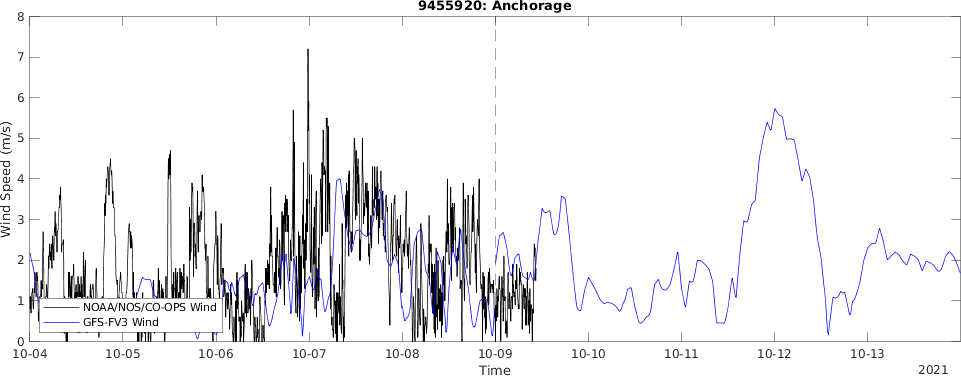 9455920: Anchorage
8
7
6
5
4
3
2
1
0
Wind Speed (m/s)
NOAA/NOS/CO-OPS Wind
GFS-FV3 Wind
10-04 10-05 10-06 10-07 10-08 10-09 10-10 10-11 10-12 10-13
Time
2021